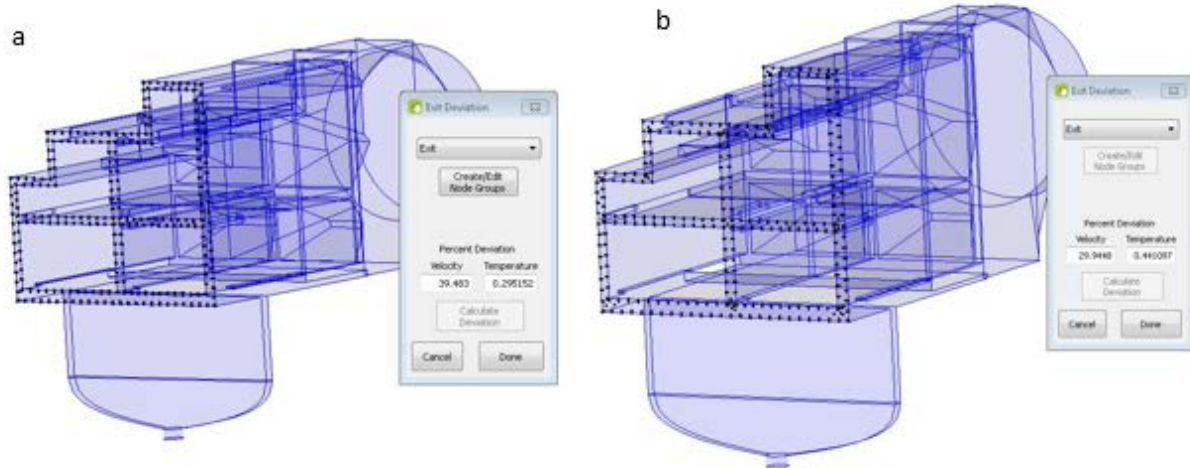 a
Exit Deviation
Exit
Create/Edit
Node Groups
Percent Deviation
Velocity Temperature
39.483 0.295152
Calculate
Deviation
Cancel Done
b
Exit Deviation
Exit
Create/Edit
Node Groups
Percent Deviation
Velocity Temperature
29.9448 0.441097
Calculate
Deviation
Cancel Done